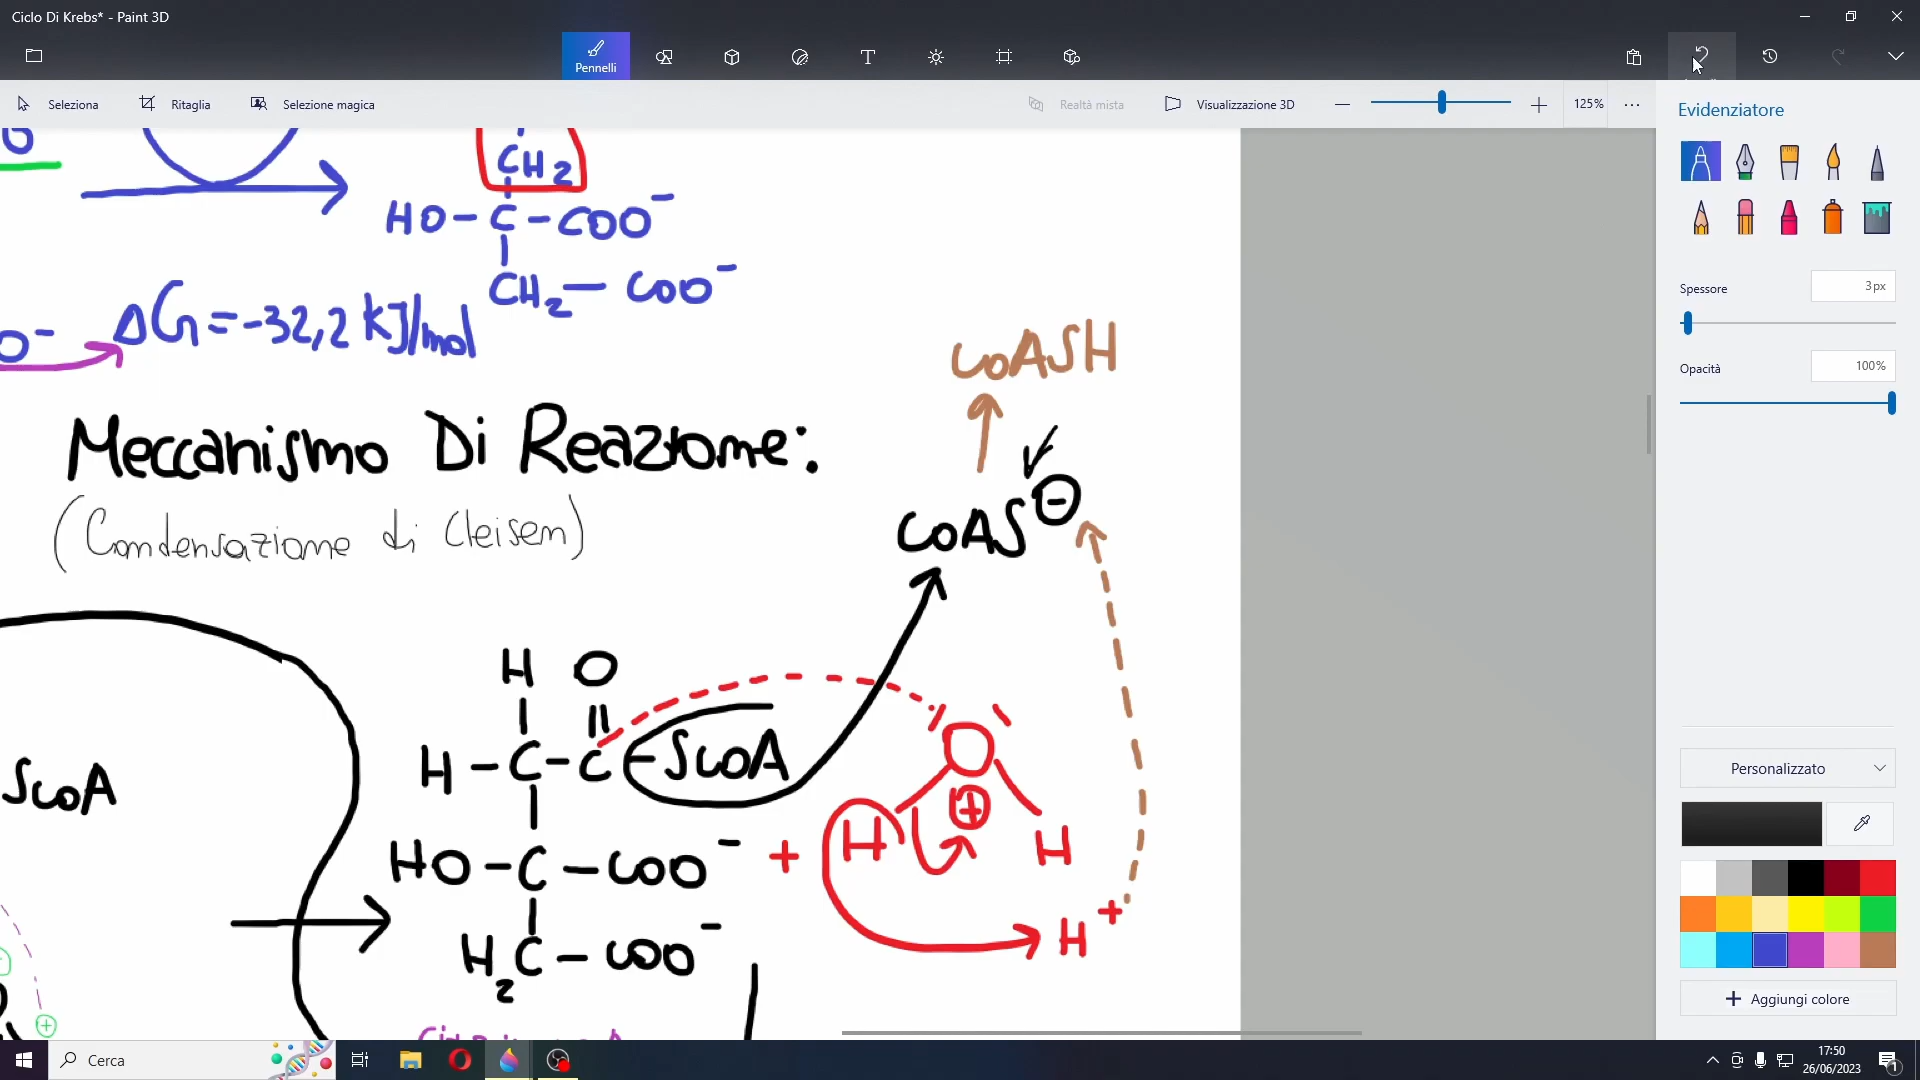 Ciclo Di Krebs* - Paint 3D
Pennelli
Seleziona
Ritaglia
Selezione magica
Realtà mista
Visualizzazione 3D
125%
Evidenziatore
Spessore
3px
Opacità
100%
Personalizzato
Aggiungi colore
CH2
HO-C-COO-
CH2-COO-
O-
ΔG=-32,2 KJ/mol
CoASH
Meccanismo Di Reazione:
(Condensazione di Cleisen)
CoAS-
H O
H-C-C-ScoA
ScoA
O
+
H
H
HO-C-COO-
+
H+
H2C-COO-
+
Cerca
17:50
26/06/2023
1